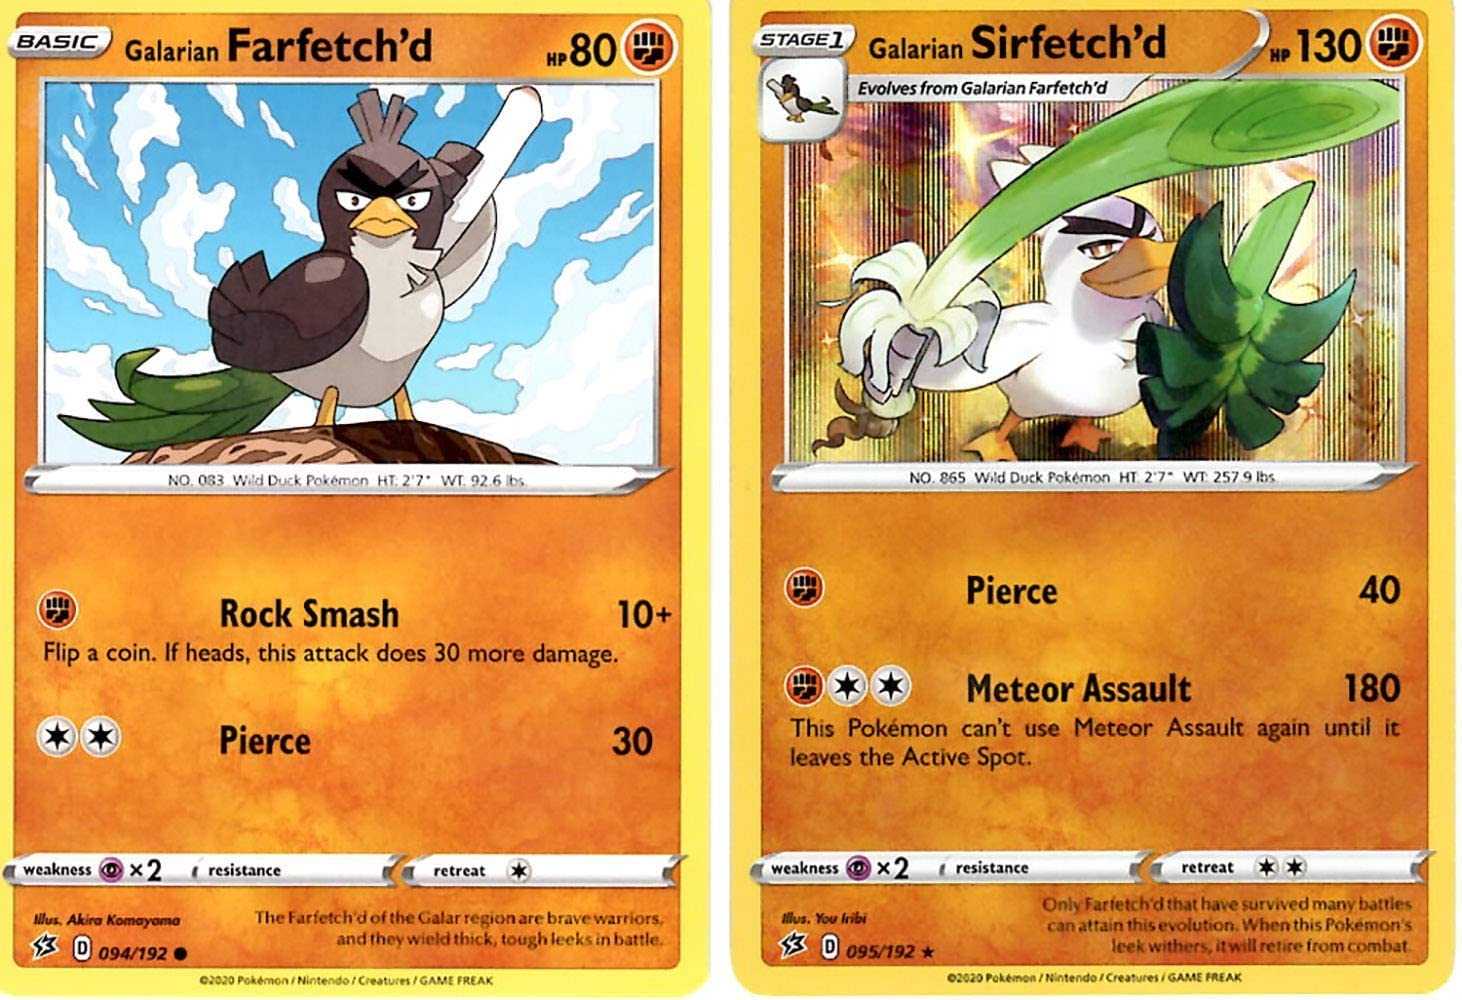 BASIC Galarian Farfetch'd HP 80
NO. 083 Wild Duck Pokémon HT: 2'7" WT: 92.6 lbs.
Rock Smash 10+
Flip a coin. If heads, this attack does 30 more damage.
Pierce 30
weakness ×2 resistance retreat
Illus. Akira Komayama
The Farfetch'd of the Galar region are brave warriors,
and they wield thick, tough leeks in battle.
D 094/192
©2020 Pokémon / Nintendo / Creatures / GAME FREAK
STAGE 1 Galarian Sirfetch'd HP 130
Evolves from Galarian Farfetch'd
NO. 865 Wild Duck Pokémon HT: 2'7" WT: 257.9 lbs.
Pierce 40
Meteor Assault 180
This Pokémon can't use Meteor Assault again until it
leaves the Active Spot.
weakness ×2 resistance retreat
Illus. You Iribi
Only Farfetch'd that have survived many battles
can attain this evolution. When this Pokémon's
leek withers, it will retire from combat.
D 095/192
©2020 Pokémon / Nintendo / Creatures / GAME FREAK